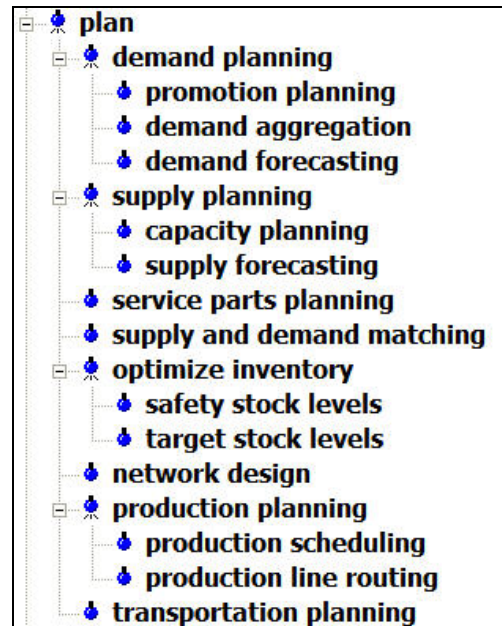 plan
demand planning
promotion planning
demand aggregation
demand forecasting
supply planning
capacity planning
supply forecasting
service parts planning
supply and demand matching
optimize inventory
safety stock levels
target stock levels
network design
production planning
production scheduling
production line routing
transportation planning